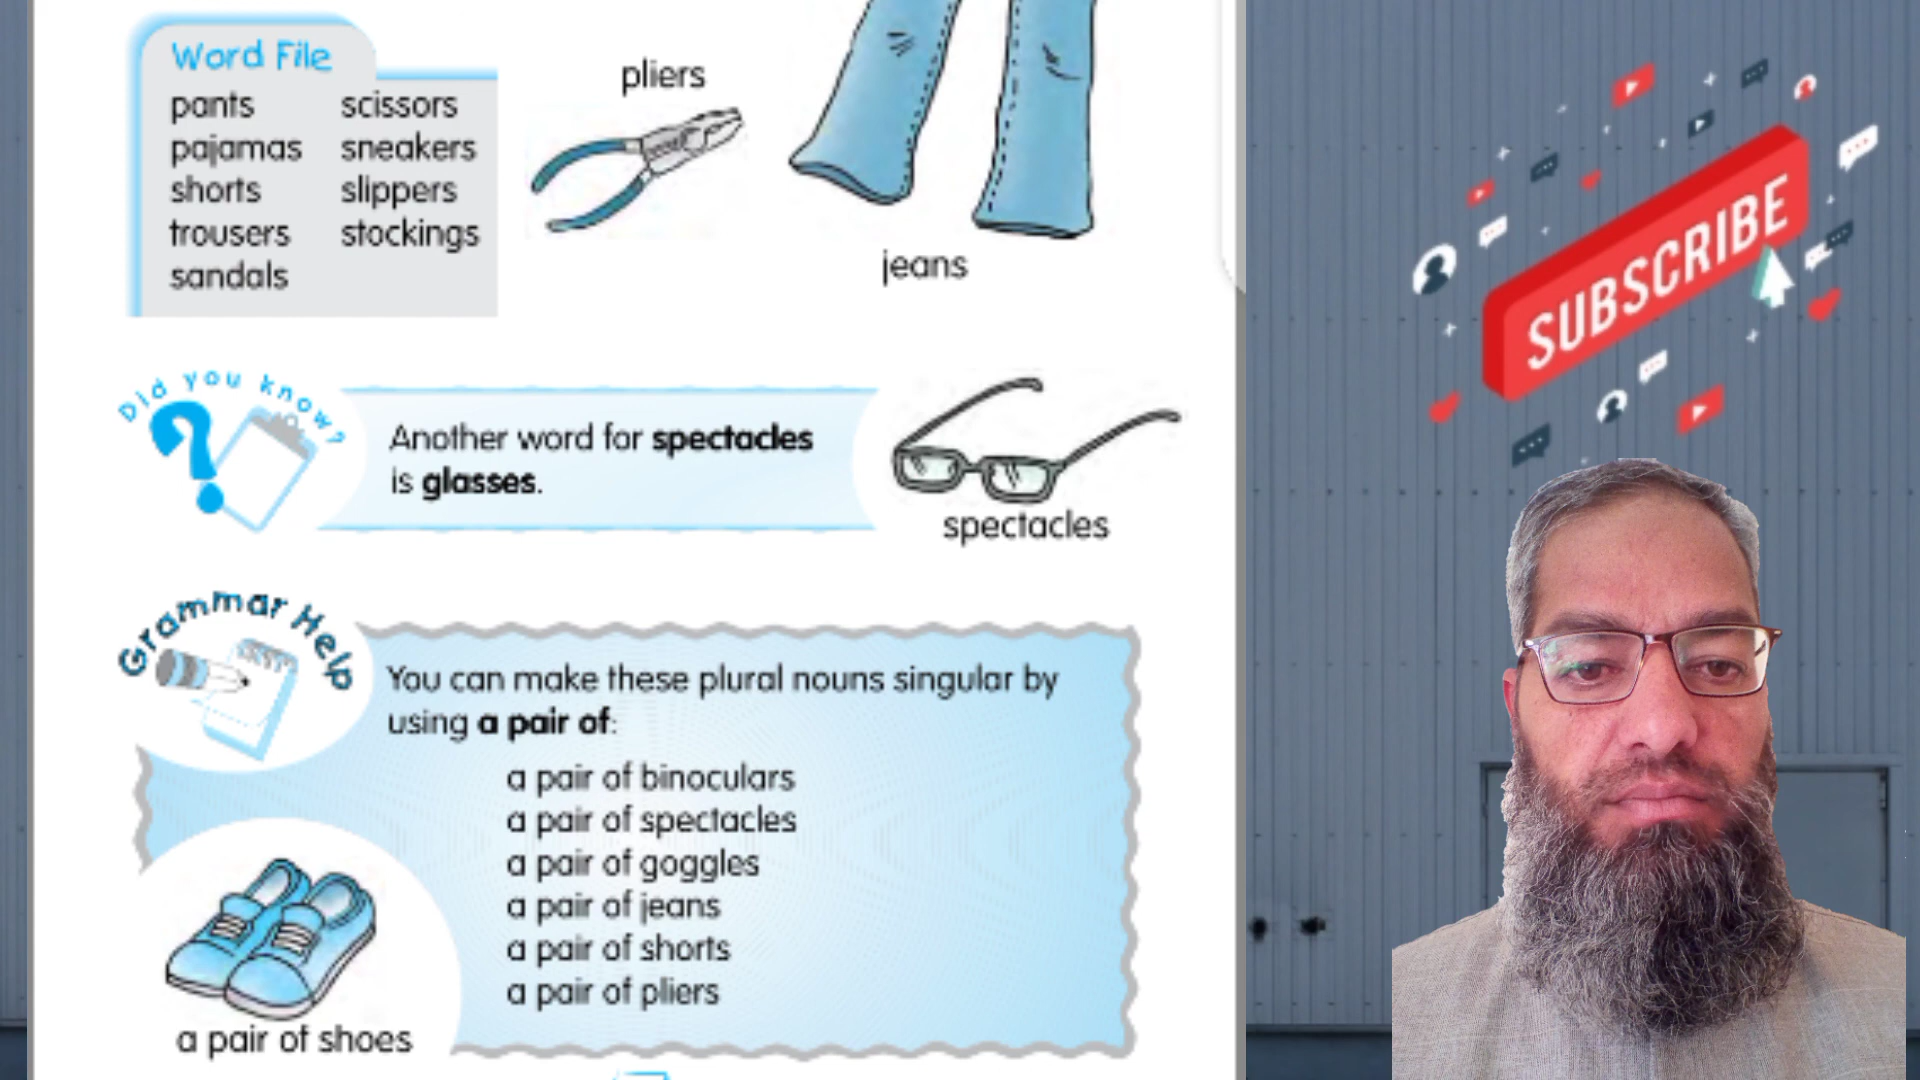 Word File
pants scissors
pajamas sneakers
shorts slippers
trousers stockings
sandals
pliers
jeans
Did you know?
Another word for spectacles
is glasses.
spectacles
Grammar Help
You can make these plural nouns singular by
using a pair of:
a pair of binoculars
a pair of spectacles
a pair of goggles
a pair of jeans
a pair of shorts
a pair of pliers
a pair of shoes
SUBSCRIBE